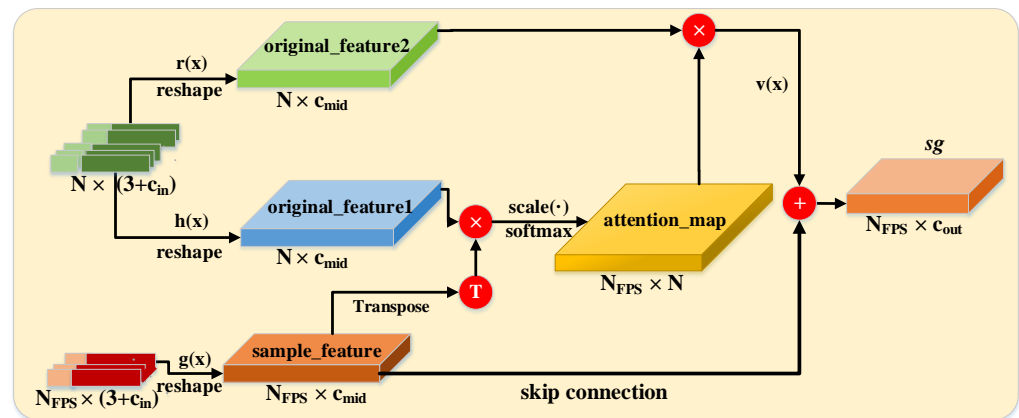 original_feature2
r(x)
reshape
N × c_mid
v(x)
N × (3+c_in)
sg
original_feature1
h(x)
reshape
N × c_mid
×
×
scale(·)
softmax
attention_map
+
N_FPS × c_out
N_FPS × N
T
Transpose
sample_feature
g(x)
reshape
N_FPS × (3+c_in)
N_FPS × c_mid
skip connection